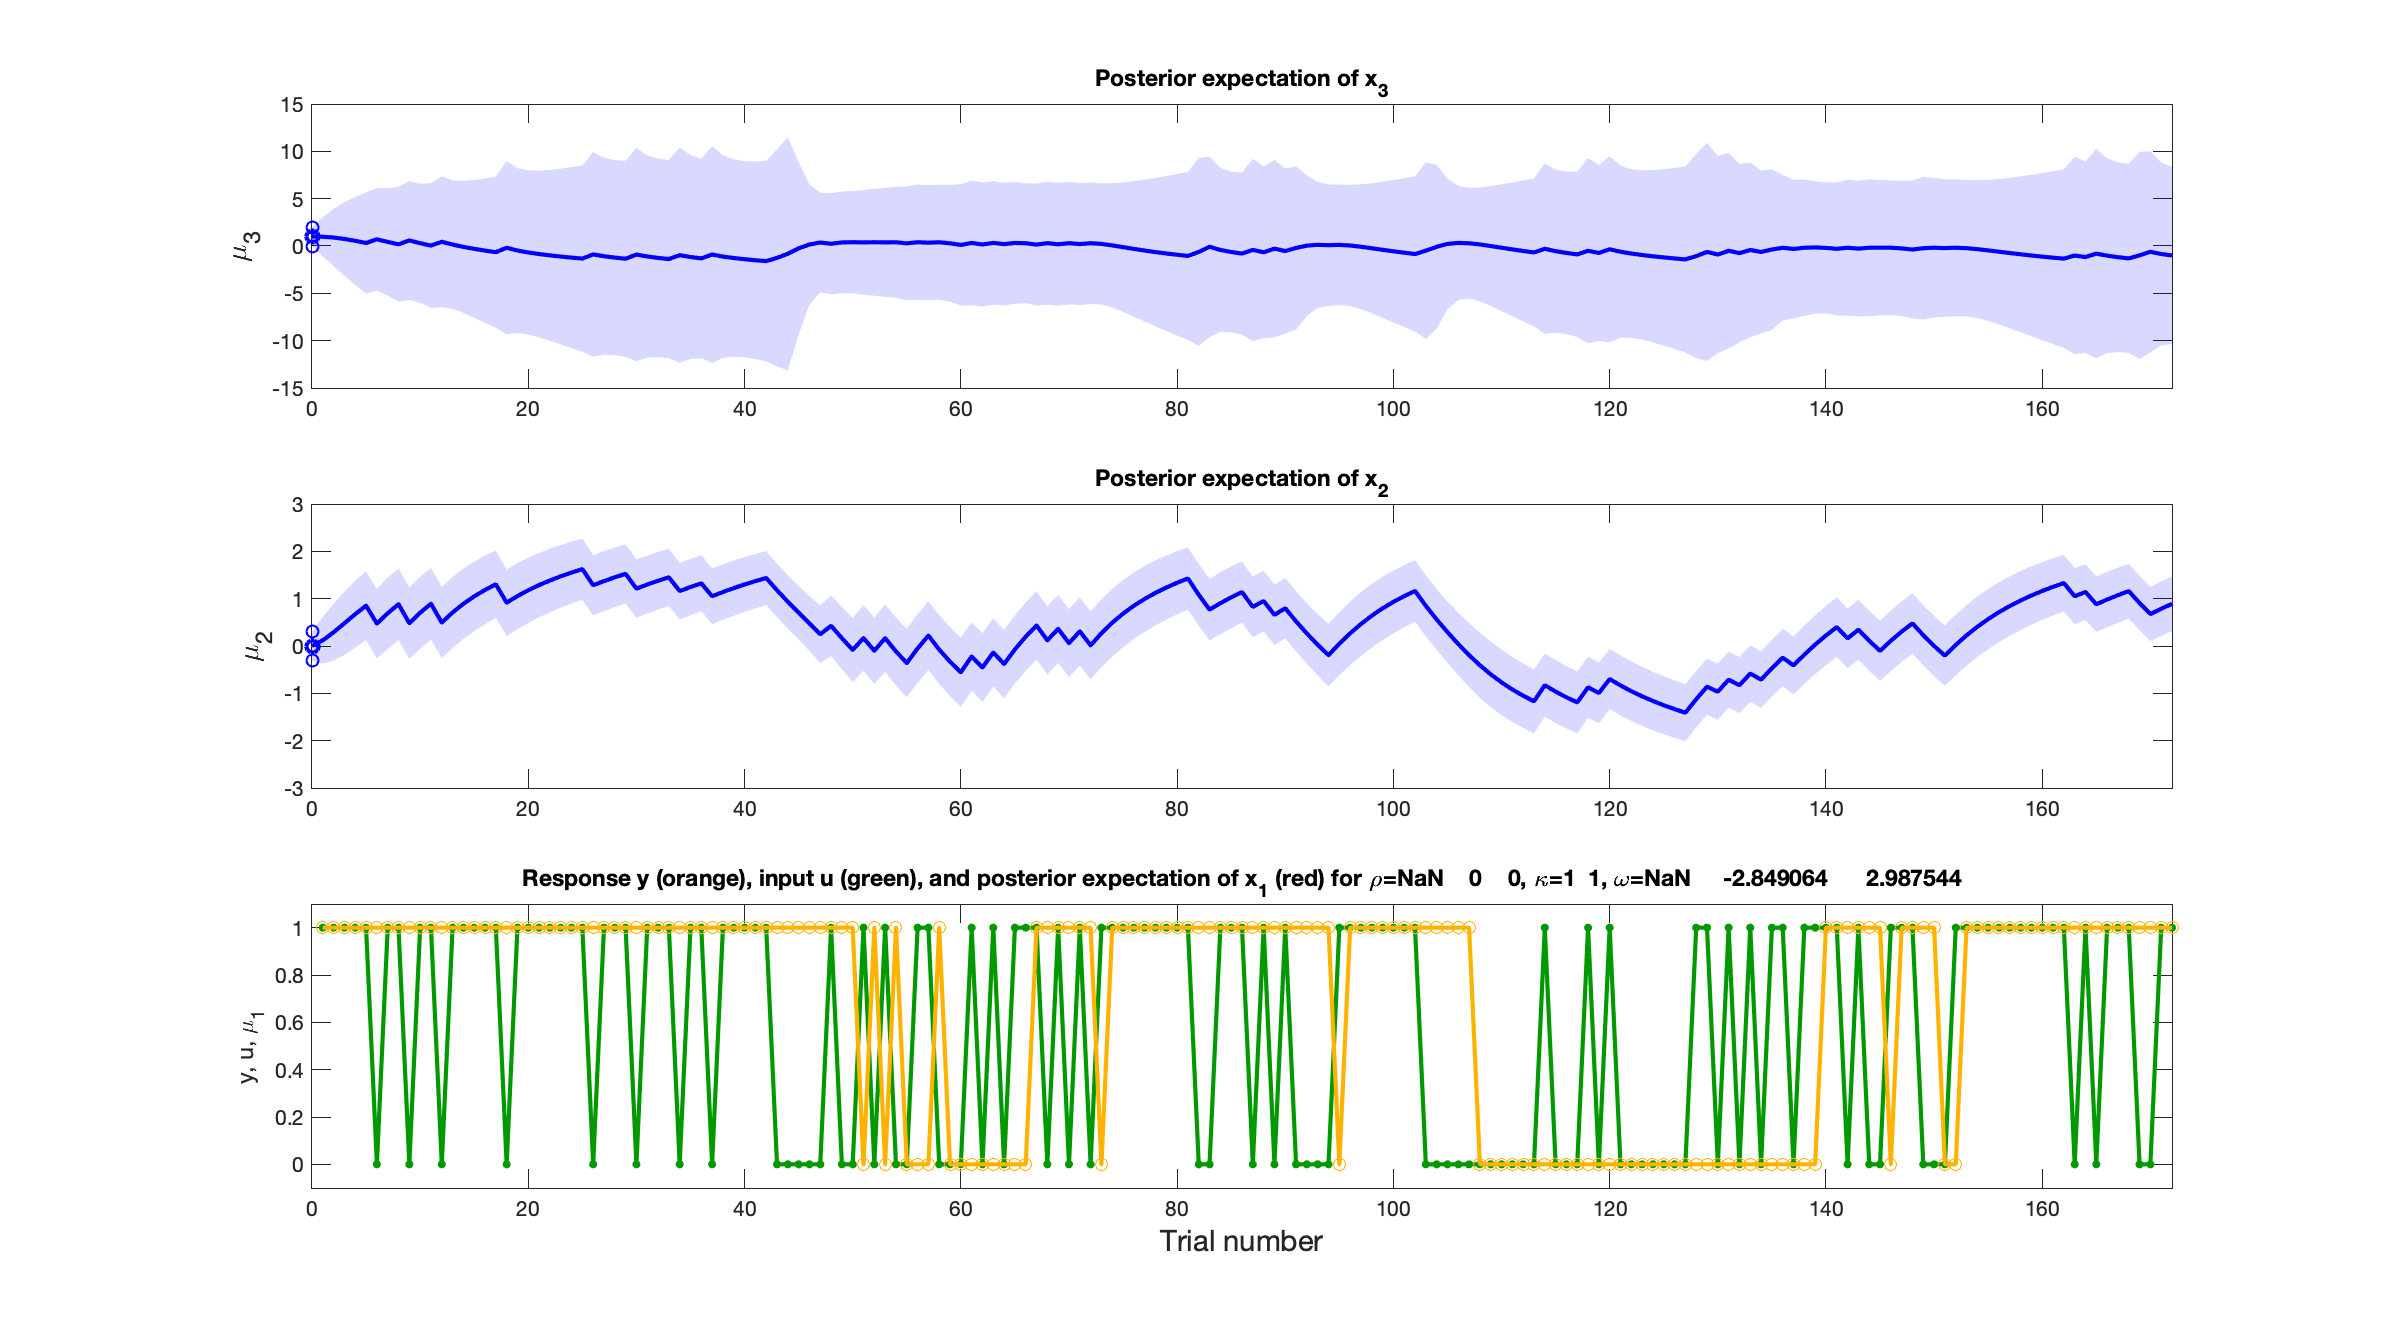 Posterior expectation of x₃
15
10
5
0
-5
-10
-15
μ₃
0 20 40 60 80 100 120 140 160
Posterior expectation of x₂
3
2
1
0
-1
-2
-3
μ₂
0 20 40 60 80 100 120 140 160
Response y (orange), input u (green), and posterior expectation of x₁ (red) for ρ=NaN 0 0, κ=1 1, ω=NaN -2.849064 2.987544
1
0.8
0.6
0.4
0.2
0
y, u, μ₁
0 20 40 60 80 100 120 140 160
Trial number